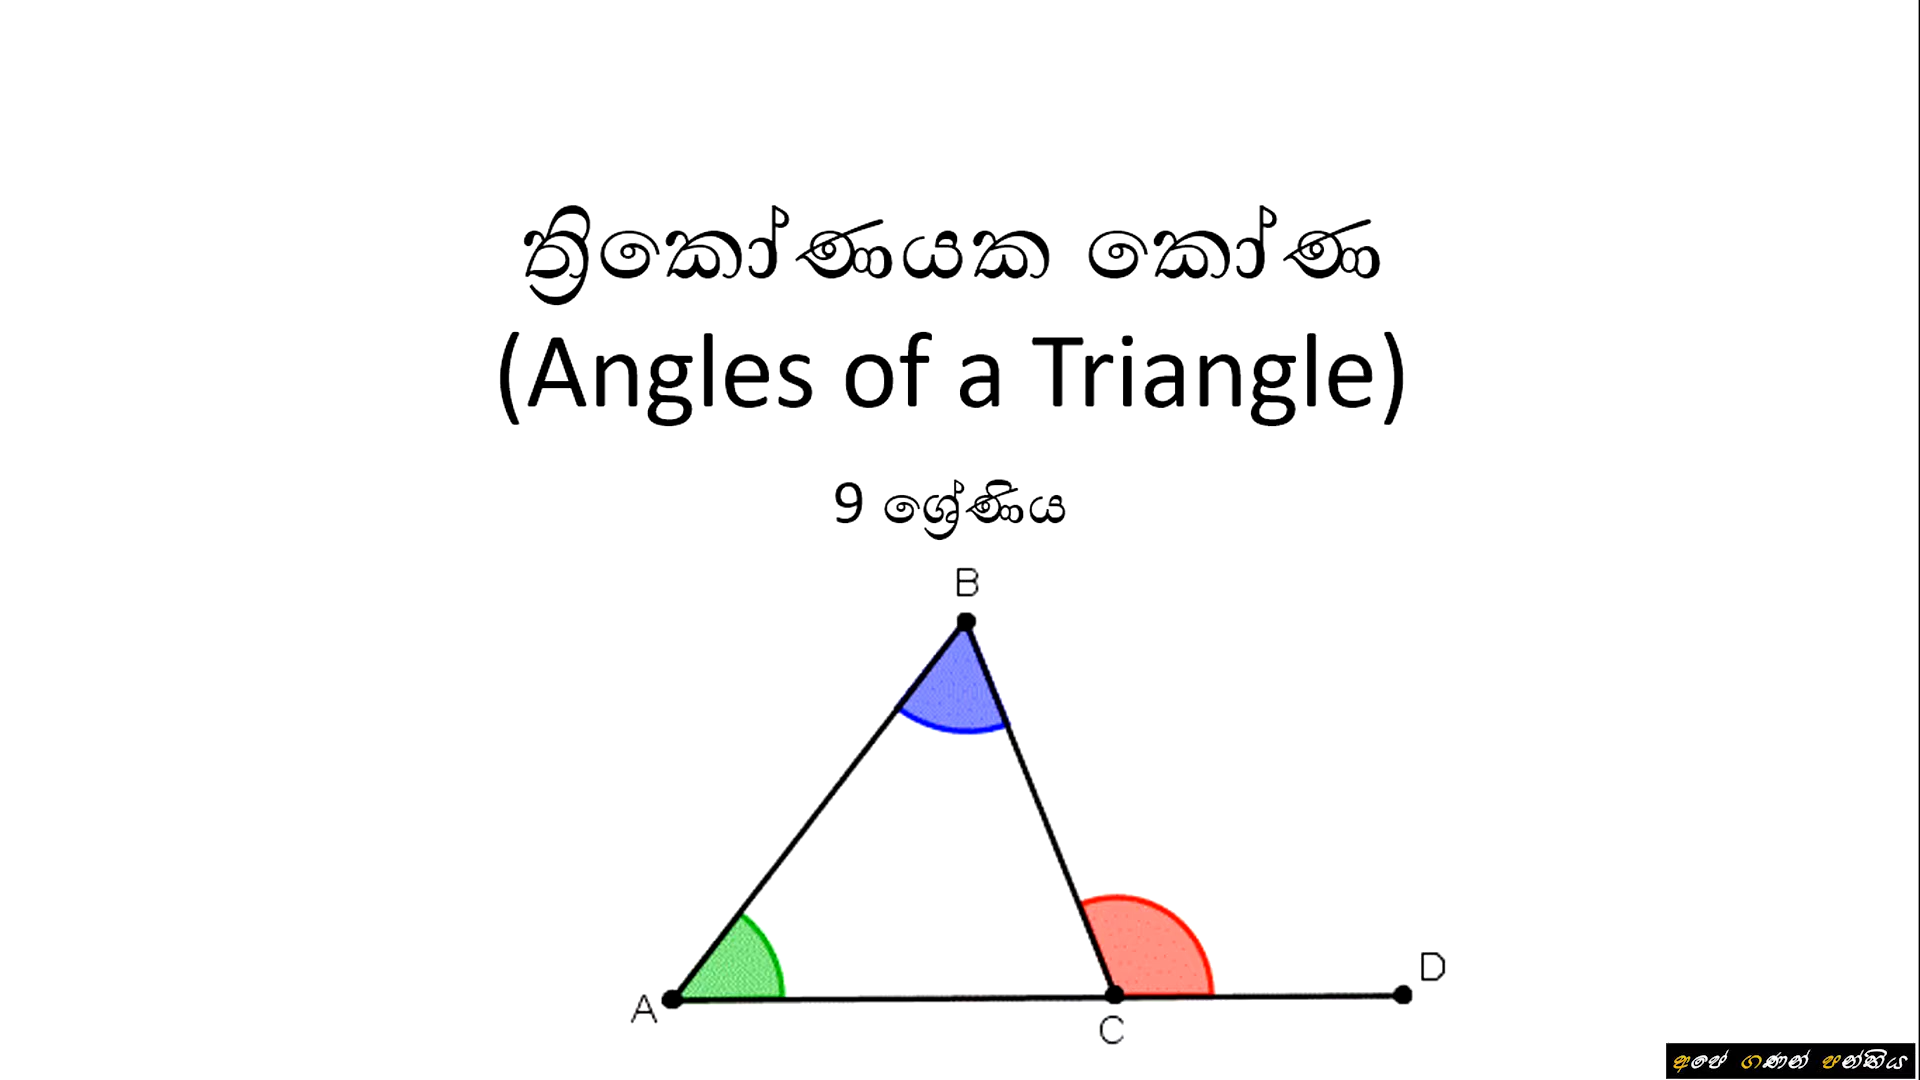 ත්‍රිකෝණයක කෝණ
(Angles of a Triangle)
9 ශ්‍රේණිය
B
A
C
D
අපේ ගණන් පන්තිය